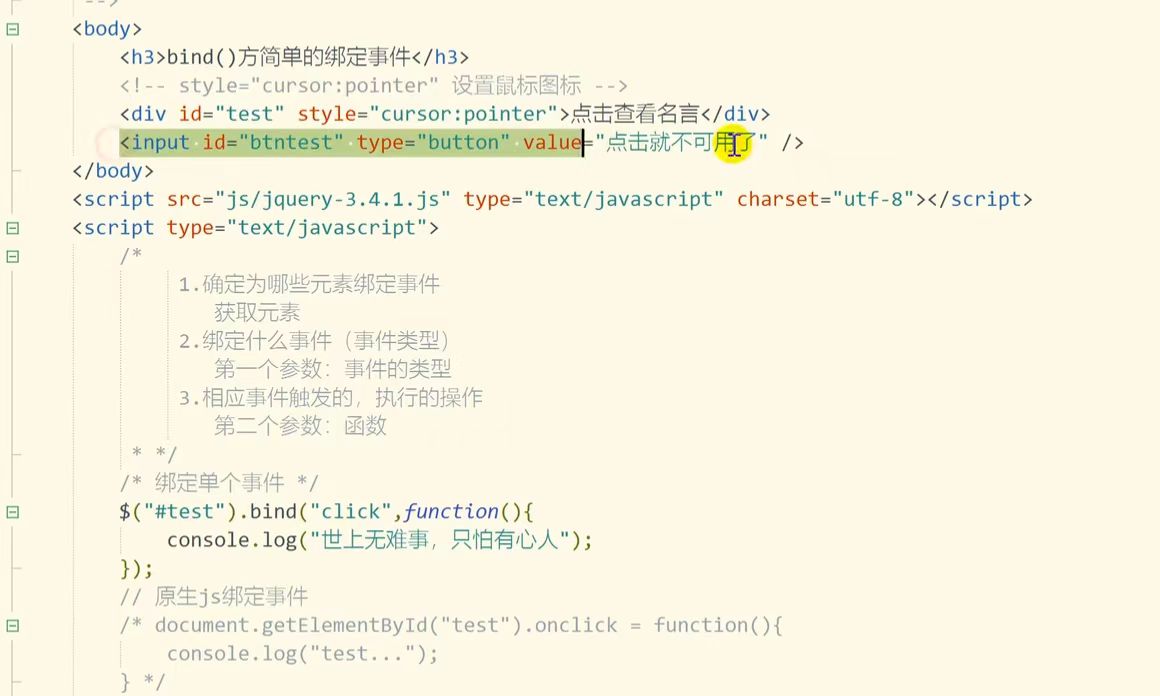 -->
<body>
<h3>bind()方简单的绑定事件</h3>
<!-- style="cursor:pointer" 设置鼠标图标 -->
<div id="test" style="cursor:pointer">点击查看名言</div>
<input id="btntest" type="button" value="点击就不可用了" />
</body>
<script src="js/jquery-3.4.1.js" type="text/javascript" charset="utf-8"></script>
<script type="text/javascript">
/*
1.确定为哪些元素绑定事件
获取元素
2.绑定什么事件（事件类型）
第一个参数：事件的类型
3.相应事件触发的，执行的操作
第二个参数：函数
* */
/* 绑定单个事件 */
$("#test").bind("click",function(){
console.log("世上无难事，只怕有心人");
});
// 原生js绑定事件
/* document.getElementById("test").onclick = function(){
console.log("test...");
} */